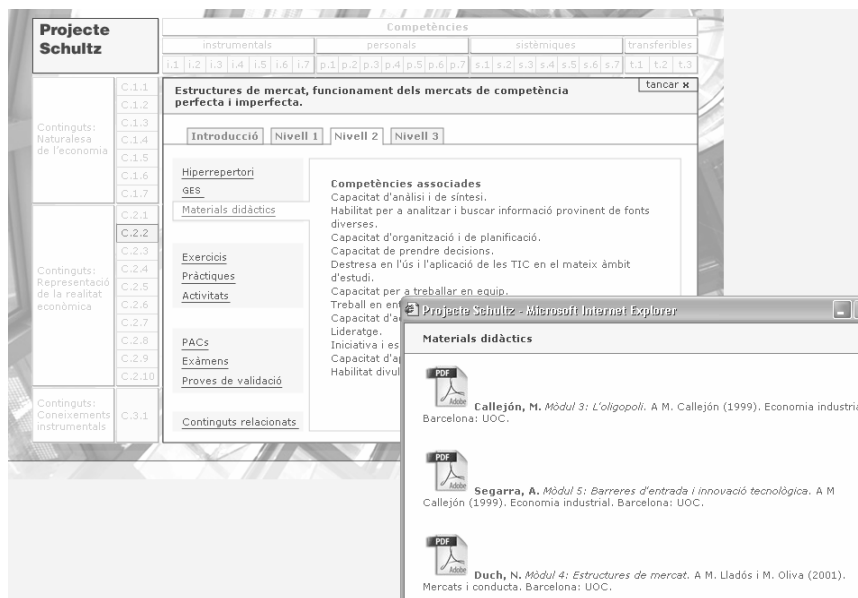 Projecte
Schultz
Competències
instrumentals
personals
sistèmiques
transferibles
i.1 i.2 i.3 i.4 i.5 i.6 i.7
p.1 p.2 p.3 p.4 p.5 p.6 p.7
s.1 s.2 s.3 s.4 s.5 s.6 s.7
t.1 t.2 t.3
Continguts:
Naturalesa
de l'economia
C.1.1
C.1.2
C.1.3
C.1.4
C.1.5
C.1.6
C.1.7
Continguts:
Representació
de la realitat
econòmica
C.2.1
C.2.2
C.2.3
C.2.4
C.2.5
C.2.6
C.2.7
C.2.8
C.2.9
C.2.10
Continguts:
Coneixements
instrumentals
C.3.1
Estructures de mercat, funcionament dels mercats de competència
perfecta i imperfecta.
tancar x
Introducció
Nivell 1
Nivell 2
Nivell 3
Hiperrepertori
GES
Materials didàctics
Exercicis
Pràctiques
Activitats
PACs
Exàmens
Proves de validació
Continguts relacionats
Competències associades
Capacitat d'anàlisi i de síntesi.
Habilitat per a analitzar i buscar informació provinent de fonts
diverses.
Capacitat d'organització i de planificació.
Capacitat de prendre decisions.
Destresa en l'ús i l'aplicació de les TIC en el mateix àmbit
d'estudi.
Capacitat per a treballar en equip.
Treball en
Capacitat
Lideratge.
Iniciativa i
Capacitat
Habilitat
Projecte Schultz - Microsoft Internet Explorer
Materials didàctics
PDF
Adobe
Callejón, M. Mòdul 3: L'oligopoli. A M. Callejón (1999). Economia
Barcelona: UOC.
PDF
Adobe
Segarra, A. Mòdul 5: Barreres d'entrada i innovació tecnològica. A M
Callejón (1999). Economia industrial. Barcelona: UOC.
PDF
Adobe
Duch, N. Mòdul 4: Estructures de mercat. A M. Lladós i M. Oliva (2001).
Mercats i conducta. Barcelona: UOC.